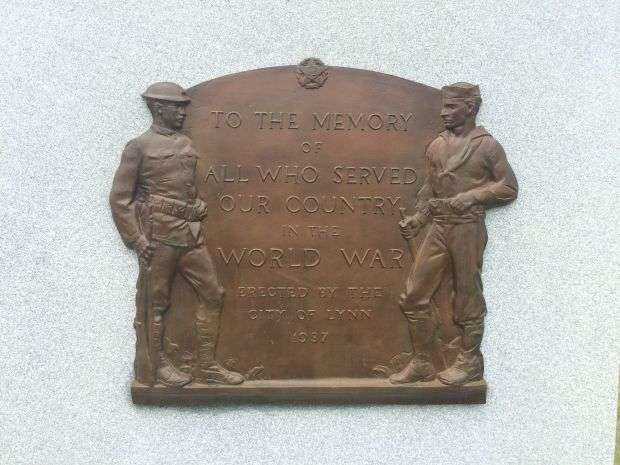 TO THE MEMORY
OF
ALL WHO SERVED
OUR COUNTRY
IN THE
WORLD WAR
ERECTED BY THE
CITY OF LYNN
1937